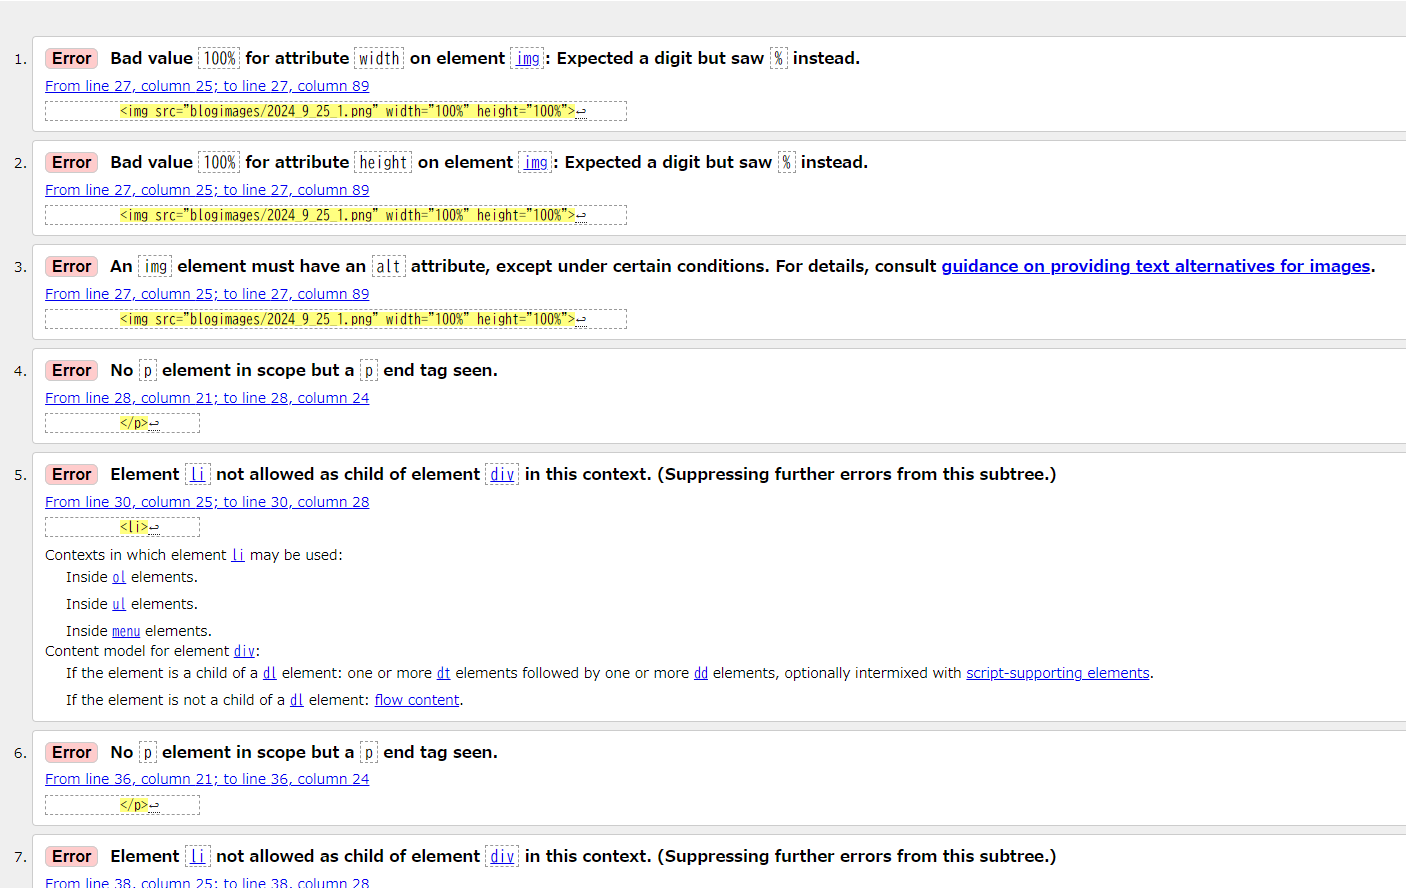 1. Error Bad value 100% for attribute width on element img: Expected a digit but saw % instead.
From line 27, column 25; to line 27, column 89
<img src="blogimages/2024_9_25_1.png" width="100%" height="100%">↩
2. Error Bad value 100% for attribute height on element img: Expected a digit but saw % instead.
From line 27, column 25; to line 27, column 89
<img src="blogimages/2024_9_25_1.png" width="100%" height="100%">↩
3. Error An img element must have an alt attribute, except under certain conditions. For details, consult guidance on providing text alternatives for images.
From line 27, column 25; to line 27, column 89
<img src="blogimages/2024_9_25_1.png" width="100%" height="100%">↩
4. Error No p element in scope but a p end tag seen.
From line 28, column 21; to line 28, column 24
</p>↩
5. Error Element li not allowed as child of element div in this context. (Suppressing further errors from this subtree.)
From line 30, column 25; to line 30, column 28
<li>↩
Contexts in which element li may be used:
Inside ol elements.
Inside ul elements.
Inside menu elements.
Content model for element div:
If the element is a child of a dl element: one or more dt elements followed by one or more dd elements, optionally intermixed with script-supporting elements.
If the element is not a child of a dl element: flow content.
6. Error No p element in scope but a p end tag seen.
From line 36, column 21; to line 36, column 24
</p>↩
7. Error Element li not allowed as child of element div in this context. (Suppressing further errors from this subtree.)
From line 38, column 25; to line 38, column 28